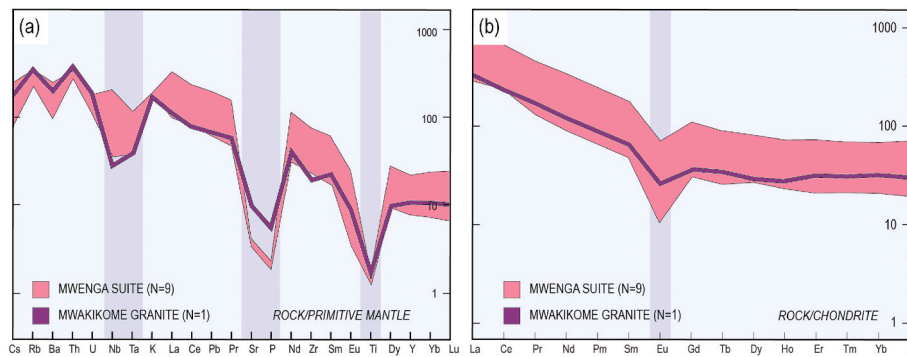 (a)
1000
100
10
1
MWENGA SUITE (N=9)
MWAKIKOME GRANITE (N=1)
ROCK/PRIMITIVE MANTLE
Cs Rb Ba Th U Nb Ta K La Ce Pb Pr Sr P Nd Zr Sm Eu Ti Dy Y Yb Lu
(b)
1000
100
10
1
MWENGA SUITE (N=9)
MWAKIKOME GRANITE (N=1)
ROCK/CHONDRITE
La Ce Pr Nd Pm Sm Eu Gd Tb Dy Ho Er Tm Yb Lu